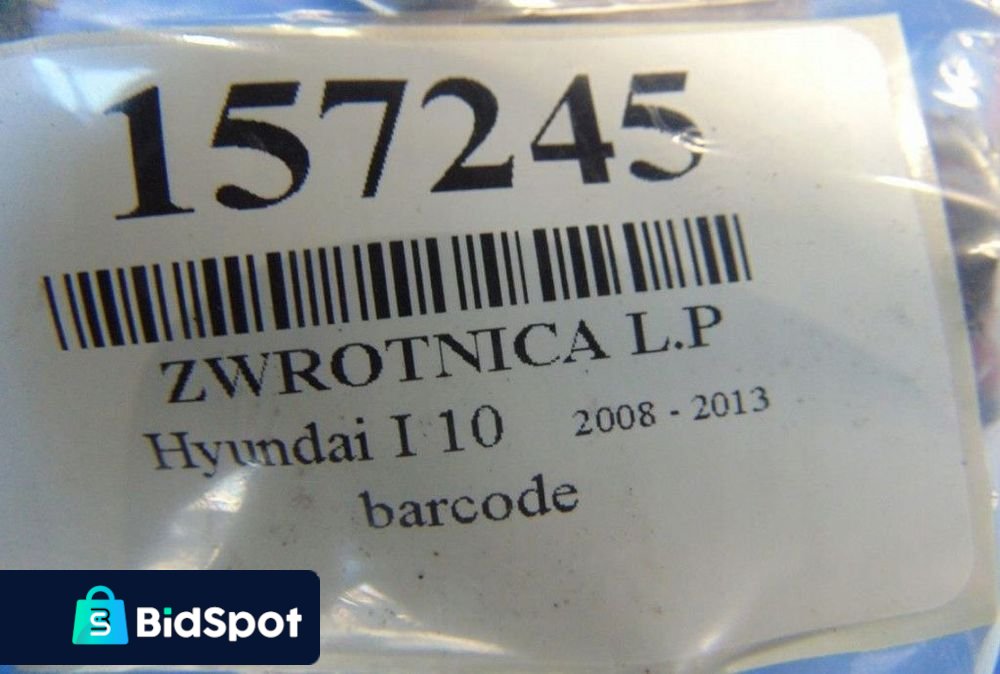 157245
ZWROTNICA L.P
Hyundai I 10 2008 - 2013
barcode
BidSpot